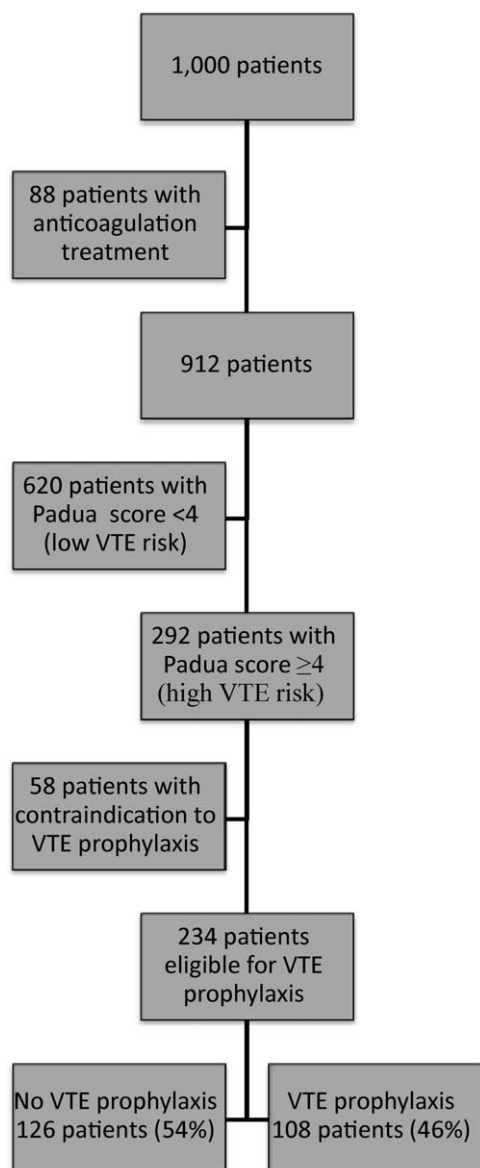 1,000 patients
88 patients with
anticoagulation
treatment
912 patients
620 patients with
Padua score <4
(low VTE risk)
292 patients with
Padua score ≥4
(high VTE risk)
58 patients with
contraindication to
VTE prophylaxis
234 patients
eligible for VTE
prophylaxis
No VTE prophylaxis
126 patients (54%)
VTE prophylaxis
108 patients (46%)